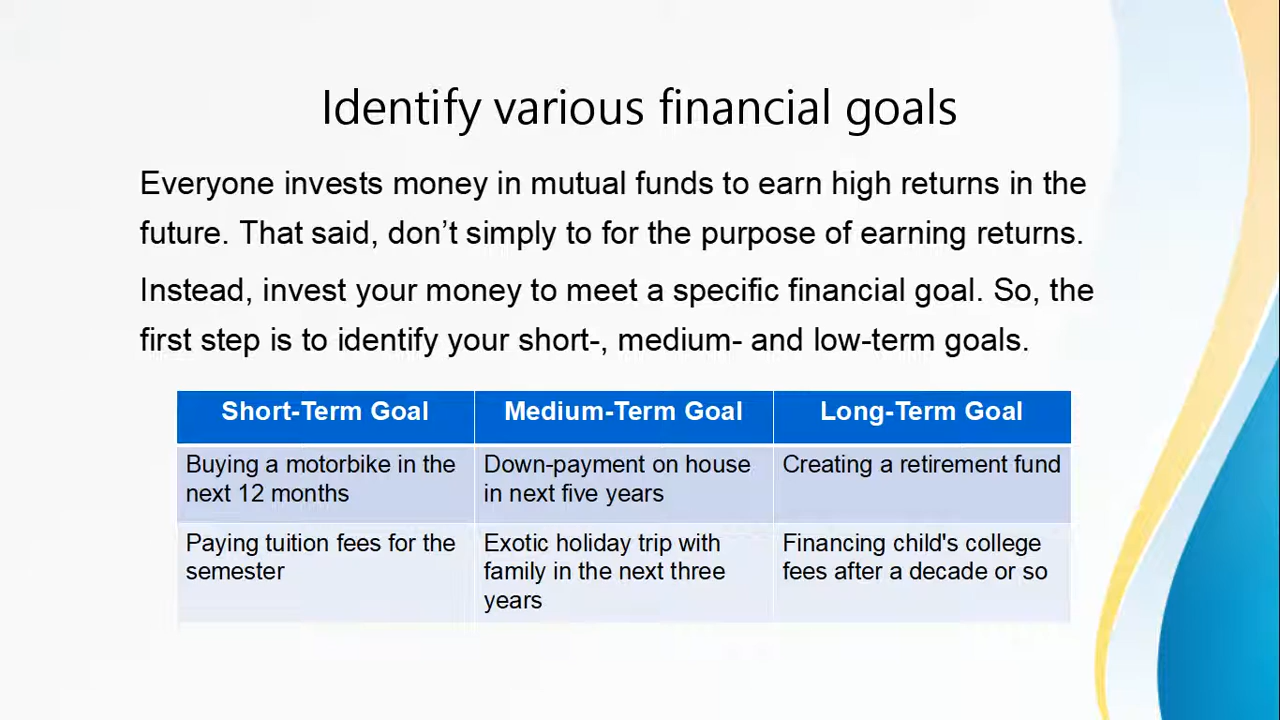 Identify various financial goals
Everyone invests money in mutual funds to earn high returns in the
future. That said, don’t simply to for the purpose of earning returns.
Instead, invest your money to meet a specific financial goal. So, the
first step is to identify your short-, medium- and low-term goals.
Short-Term Goal
Medium-Term Goal
Long-Term Goal
Buying a motorbike in the
next 12 months
Down-payment on house
in next five years
Creating a retirement fund
Paying tuition fees for the
semester
Exotic holiday trip with
family in the next three
years
Financing child's college
fees after a decade or so